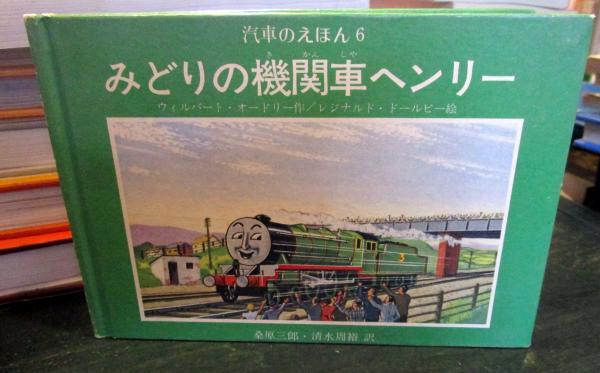 汽車のえほん6
き かん しゃ
みどりの機関車ヘンリー
ウィルバート・オードリー作／レジナルド・ドールビー絵
3
桑原三郎・清水周裕 訳